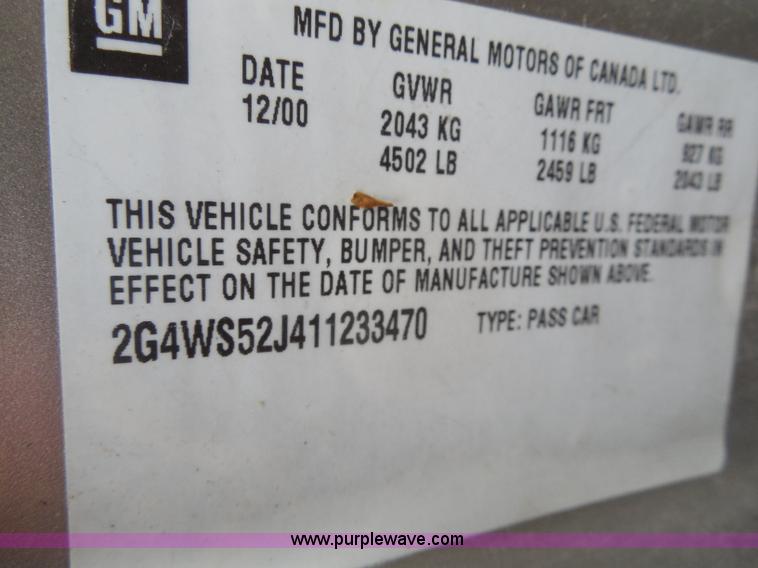 GM
MFD BY GENERAL MOTORS OF CANADA LTD.
DATE GVWR GAWR FRT GAWR RR
12/00 2043 KG 1116 KG 927 KG
4502 LB 2459 LB 2043 LB
THIS VEHICLE CONFORMS TO ALL APPLICABLE U.S. FEDERAL MOTOR
VEHICLE SAFETY, BUMPER, AND THEFT PREVENTION STANDARDS IN
EFFECT ON THE DATE OF MANUFACTURE SHOWN ABOVE.
2G4WS52J411233470 TYPE: PASS CAR
www.purplewave.com